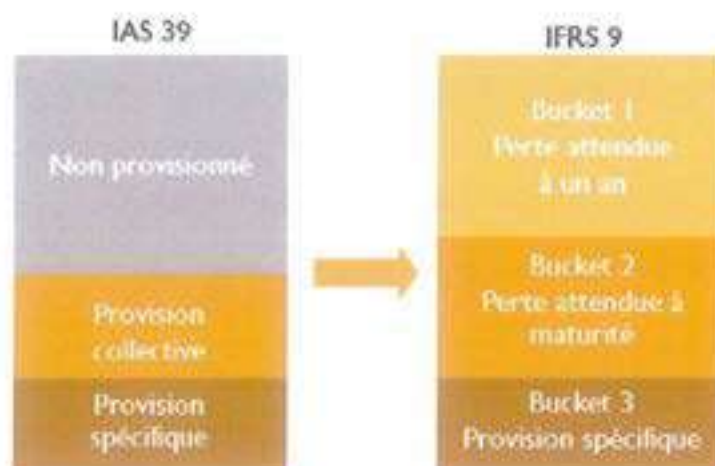 IAS 39
Non provisionné
Provision
collective
Provision
spécifique
IFRS 9
Bucket 1
Perte attendue
à un an
Bucket 2
Perte attendue à
maturité
Bucket 3
Provision spécifique